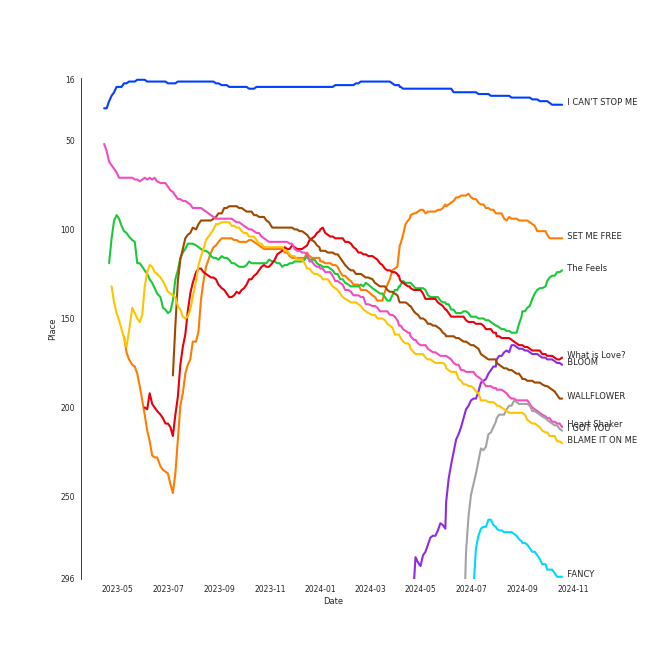 16
50
100
150
200
250
296
Place
I CAN'T STOP ME
SET ME FREE
The Feels
What is Love?
BLOOM
WALLFLOWER
Heart Shaker
I GOT YOU
BLAME IT ON ME
FANCY
2023-05
2023-07
2023-09
2023-11
2024-01
2024-03
2024-05
2024-07
2024-09
2024-11
Date